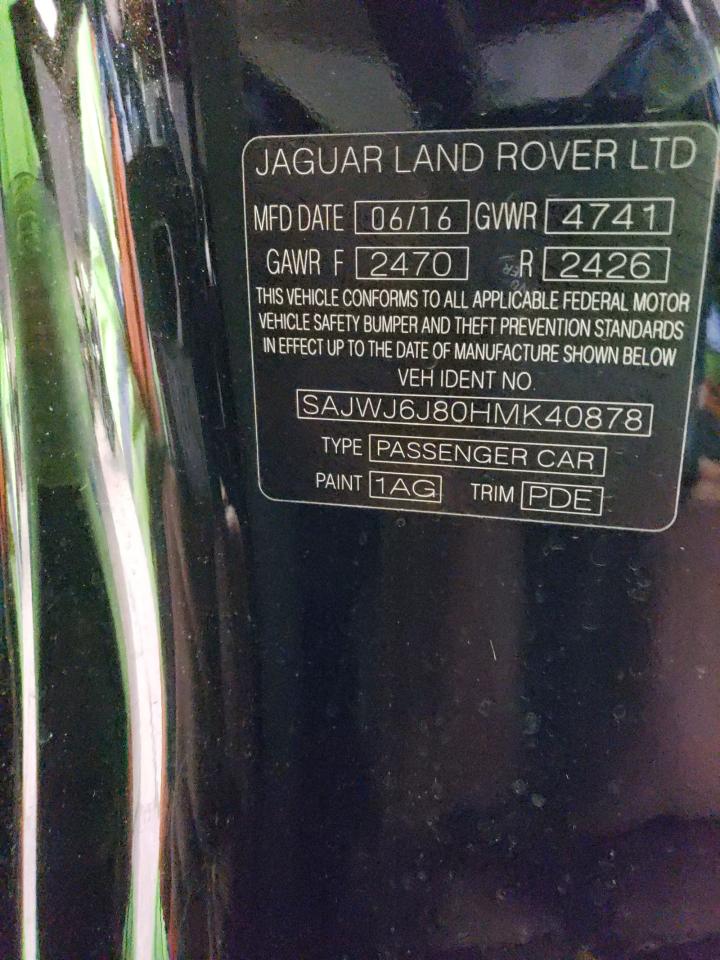 JAGUAR LAND ROVER LTD
MFD DATE 06/16 GVWR 4741
GAWR F 2470 R 2426
THIS VEHICLE CONFORMS TO ALL APPLICABLE FEDERAL MOTOR
VEHICLE SAFETY BUMPER AND THEFT PREVENTION STANDARDS
IN EFFECT UP TO THE DATE OF MANUFACTURE SHOWN BELOW
VEH IDENT NO.
SAJWJ6J80HMK40878
TYPE PASSENGER CAR
PAINT 1AG TRIM PDE